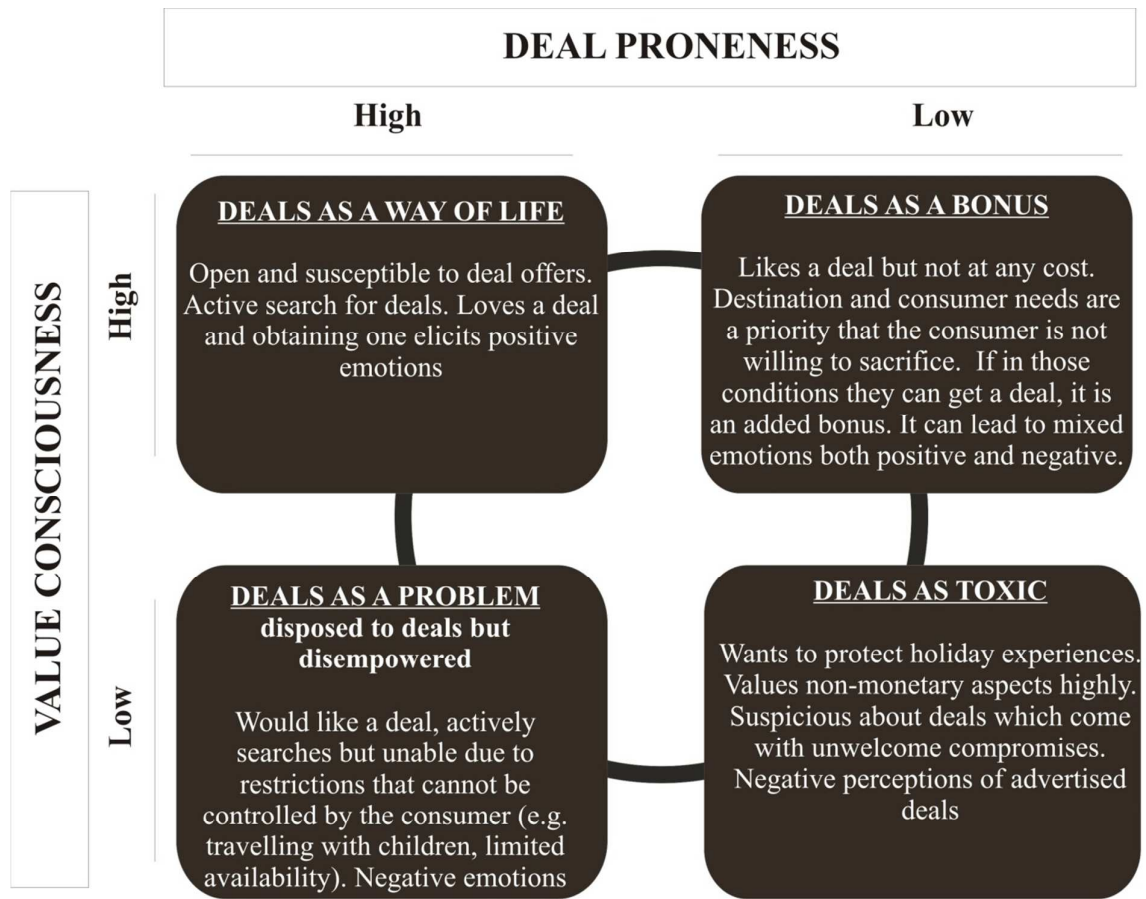 DEAL PRONENESS
High
Low
VALUE CONSCIOUSNESS
High
DEALS AS A WAY OF LIFE
Open and susceptible to deal offers.
Active search for deals. Loves a deal
and obtaining one elicits positive
emotions
DEALS AS A BONUS
Likes a deal but not at any cost.
Destination and consumer needs are
a priority that the consumer is not
willing to sacrifice.  If in those
conditions they can get a deal, it is
an added bonus. It can lead to mixed
emotions both positive and negative.
Low
DEALS AS A PROBLEM
disposed to deals but
disempowered
Would like a deal, actively
searches but unable due to
restrictions that cannot be
controlled by the consumer (e.g.
travelling with children, limited
availability). Negative emotions
DEALS AS TOXIC
Wants to protect holiday experiences.
Values non-monetary aspects highly.
Suspicious about deals which come
with unwelcome compromises.
Negative perceptions of advertised
deals